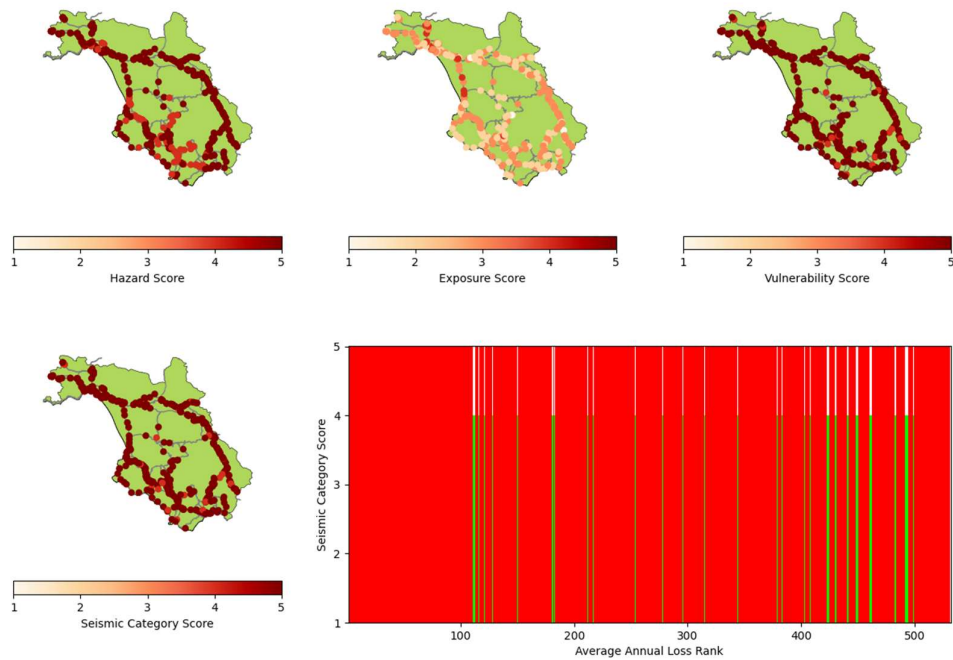 1 2 3 4 5
Hazard Score
1 2 3 4 5
Exposure Score
1 2 3 4 5
Vulnerability Score
1 2 3 4 5
Seismic Category Score
5
4
3
2
1
Seismic Category Score
100 200 300 400 500
Average Annual Loss Rank